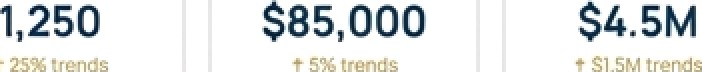 1,250
↑ 25% trends
$85,000
↑ 5% trends
$4.5M
↑ $1.5M trends